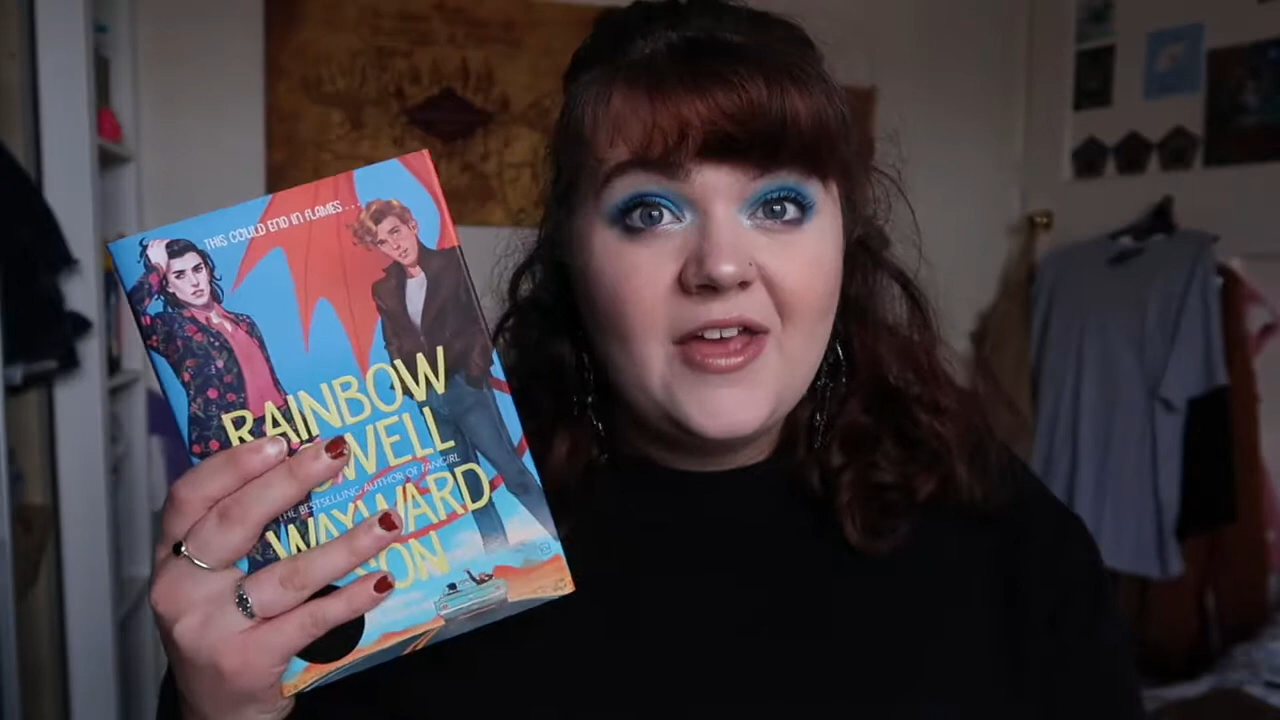 THIS COULD END IN FLAMES...
RAINBOW
WELL
THE BESTSELLING AUTHOR OF FANGIRL
WAYWARD
SON